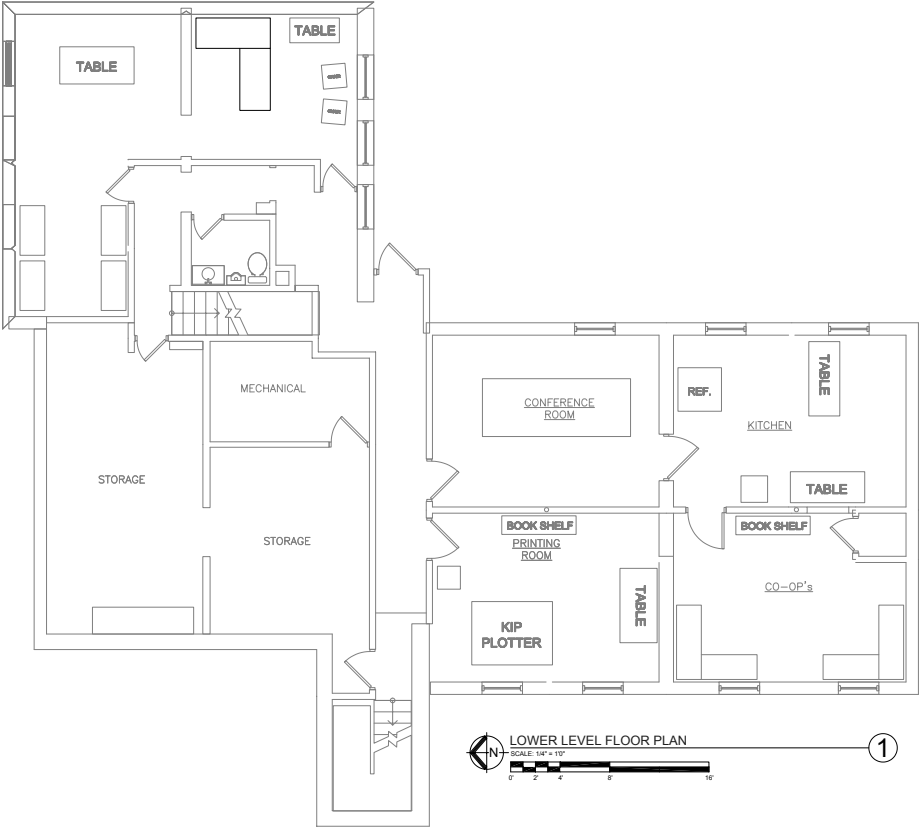 TABLE
TABLE
MECHANICAL
CONFERENCE
ROOM
REF.
TABLE
KITCHEN
STORAGE
TABLE
STORAGE
BOOK SHELF
PRINTING
ROOM
BOOK SHELF
CO-OP's
TABLE
KIP
PLOTTER
N
LOWER LEVEL FLOOR PLAN
SCALE: 1/4" = 1'0"
1
0' 2' 4' 8' 16'